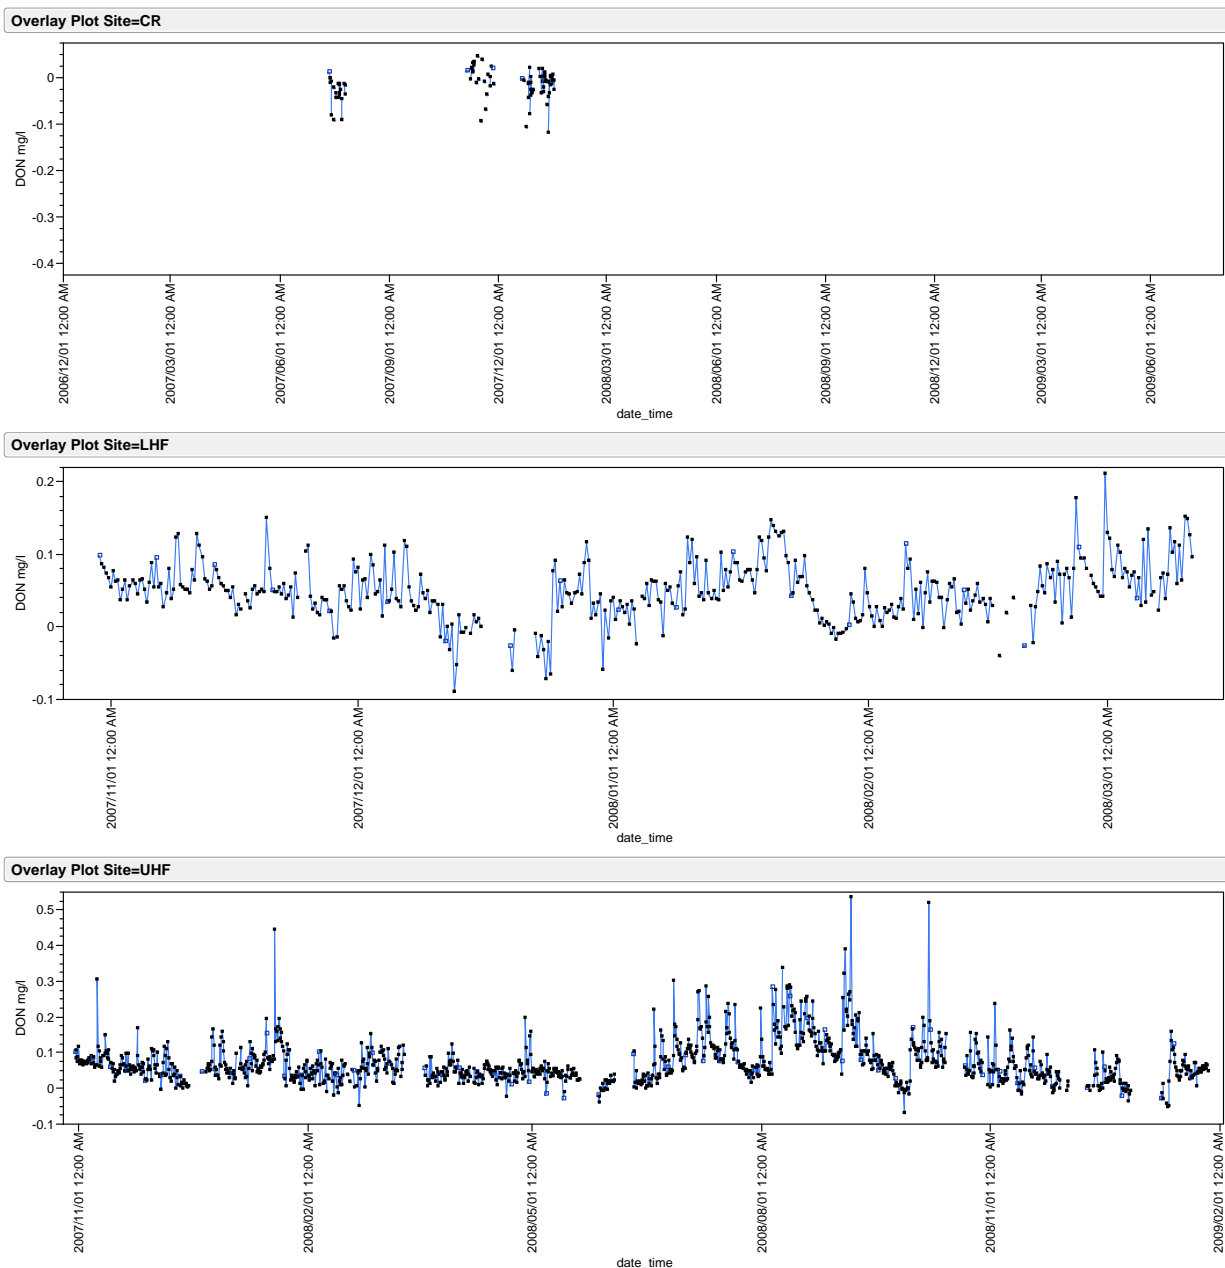 Overlay Plot Site=CR
0
-0.1
-0.2
-0.3
-0.4
DON mg/l
2006/12/01 12:00 AM
2007/03/01 12:00 AM
2007/06/01 12:00 AM
2007/09/01 12:00 AM
2007/12/01 12:00 AM
2008/03/01 12:00 AM
2008/06/01 12:00 AM
2008/09/01 12:00 AM
2008/12/01 12:00 AM
2009/03/01 12:00 AM
2009/06/01 12:00 AM
date_time
Overlay Plot Site=LHF
0.2
0.1
0
-0.1
DON mg/l
2007/11/01 12:00 AM
2007/12/01 12:00 AM
2008/01/01 12:00 AM
2008/02/01 12:00 AM
2008/03/01 12:00 AM
date_time
Overlay Plot Site=UHF
0.5
0.4
0.3
0.2
0.1
0
-0.1
DON mg/l
2007/11/01 12:00 AM
2008/02/01 12:00 AM
2008/05/01 12:00 AM
2008/08/01 12:00 AM
2008/11/01 12:00 AM
2009/02/01 12:00 AM
date_time